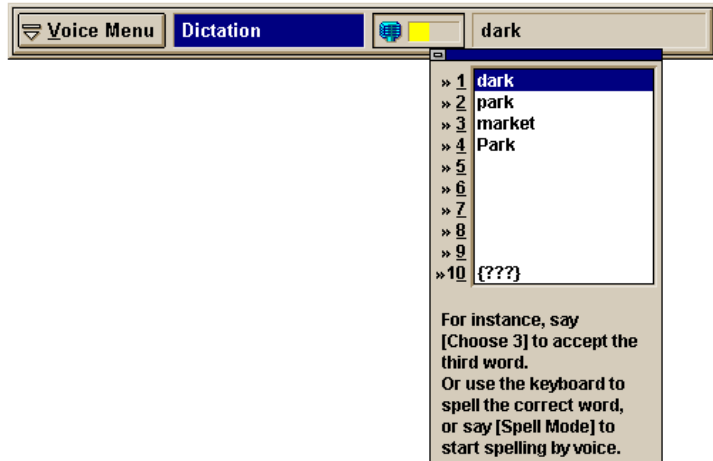 Voice Menu Dictation dark
» 1 dark
» 2 park
» 3 market
» 4 Park
» 5
» 6
» 7
» 8
» 9
»10 {???}
For instance, say
[Choose 3] to accept the
third word.
Or use the keyboard to
spell the correct word,
or say [Spell Mode] to
start spelling by voice.